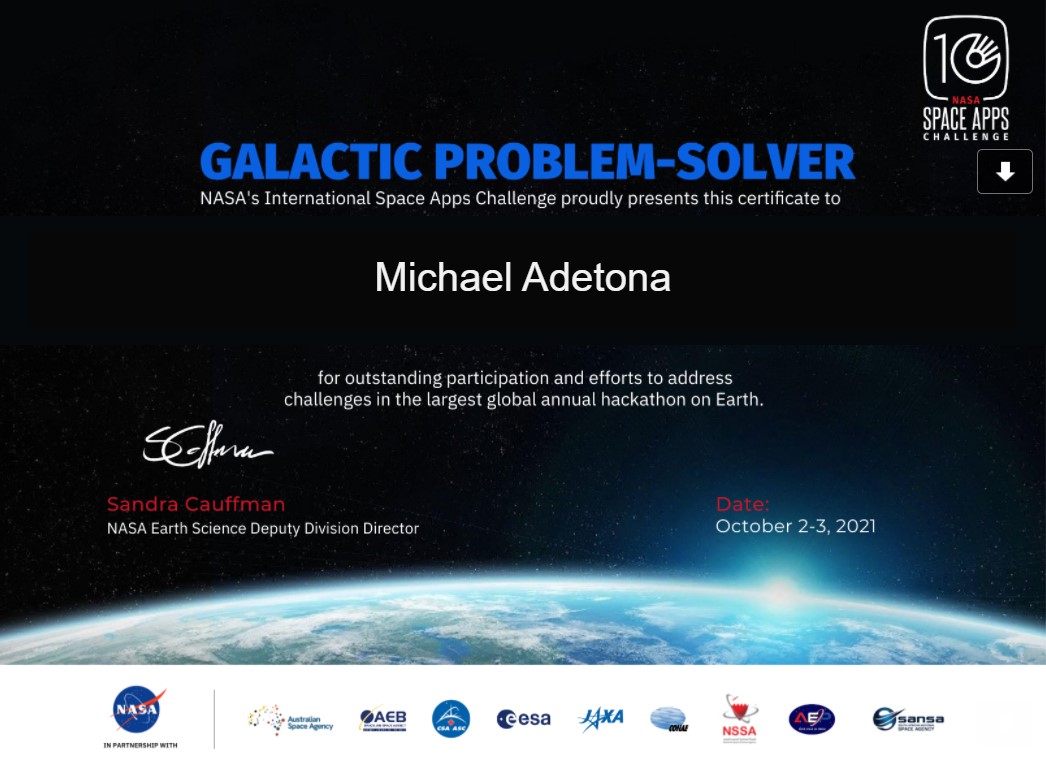 10
NASA
SPACE APPS
CHALLENGE
GALACTIC PROBLEM-SOLVER
NASA's International Space Apps Challenge proudly presents this certificate to
Michael Adetona
for outstanding participation and efforts to address
challenges in the largest global annual hackathon on Earth.
Sandra Cauffman
NASA Earth Science Deputy Division Director
Date:
October 2-3, 2021
NASA
IN PARTNERSHIP WITH
Australian
Space Agency
AEB
CSA ASC
esa
JAXA
CONAE
NSSA
AEP
sansa
SPACE AGENCY